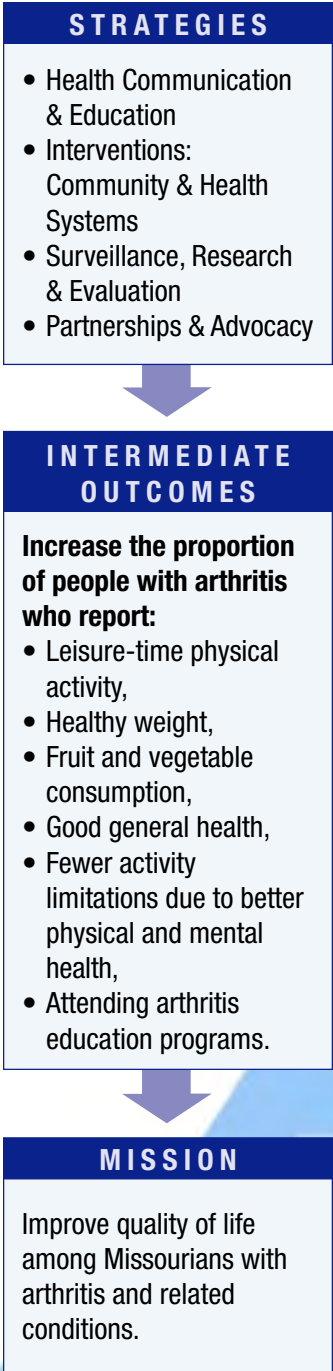 STRATEGIES
• Health Communication
& Education
• Interventions:
Community & Health
Systems
• Surveillance, Research
& Evaluation
• Partnerships & Advocacy
INTERMEDIATE
OUTCOMES
Increase the proportion
of people with arthritis
who report:
• Leisure-time physical
activity,
• Healthy weight,
• Fruit and vegetable
consumption,
• Good general health,
• Fewer activity
limitations due to better
physical and mental
health,
• Attending arthritis
education programs.
MISSION
Improve quality of life
among Missourians with
arthritis and related
conditions.